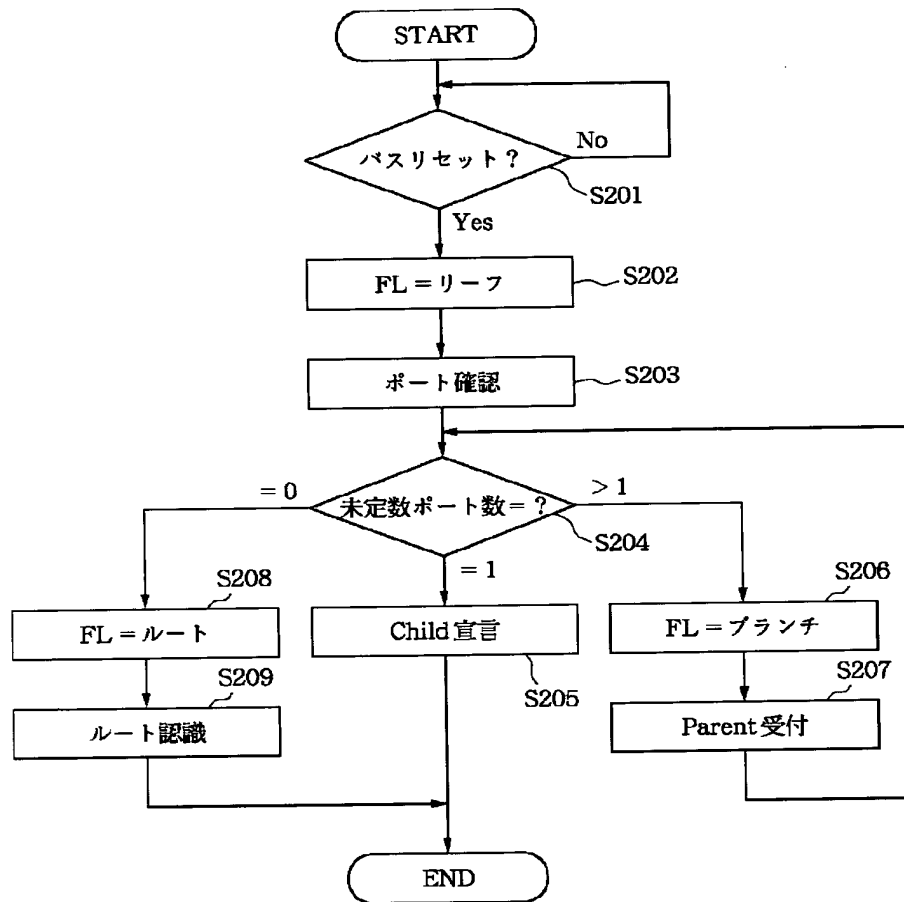 START
バスリセット？
No
S201
Yes
FL＝リーフ
S202
ポート確認
S203
未定数ポート数＝？
＝0
＞1
S204
＝1
S208
FL＝ルート
Child宣言
S205
S206
FL＝ブランチ
S209
ルート認識
S207
Parent受付
END